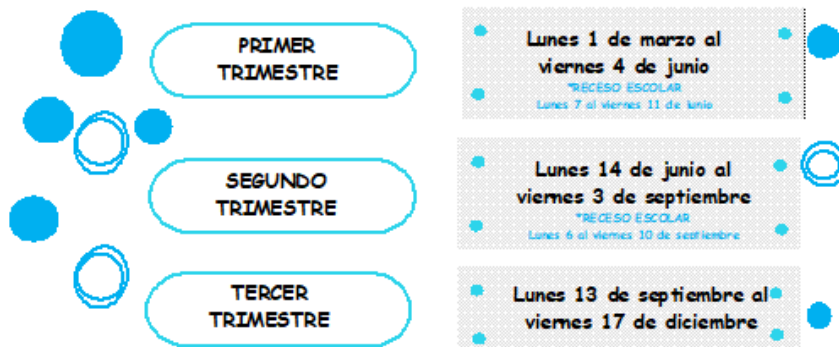 PRIMER
TRIMESTRE
Lunes 1 de marzo al
viernes 4 de junio
*RECESO ESCOLAR
Lunes 7 al viernes 11 de junio
SEGUNDO
TRIMESTRE
Lunes 14 de junio al
viernes 3 de septiembre
*RECESO ESCOLAR
Lunes 6 al viernes 10 de septiembre
TERCER
TRIMESTRE
Lunes 13 de septiembre al
viernes 17 de diciembre